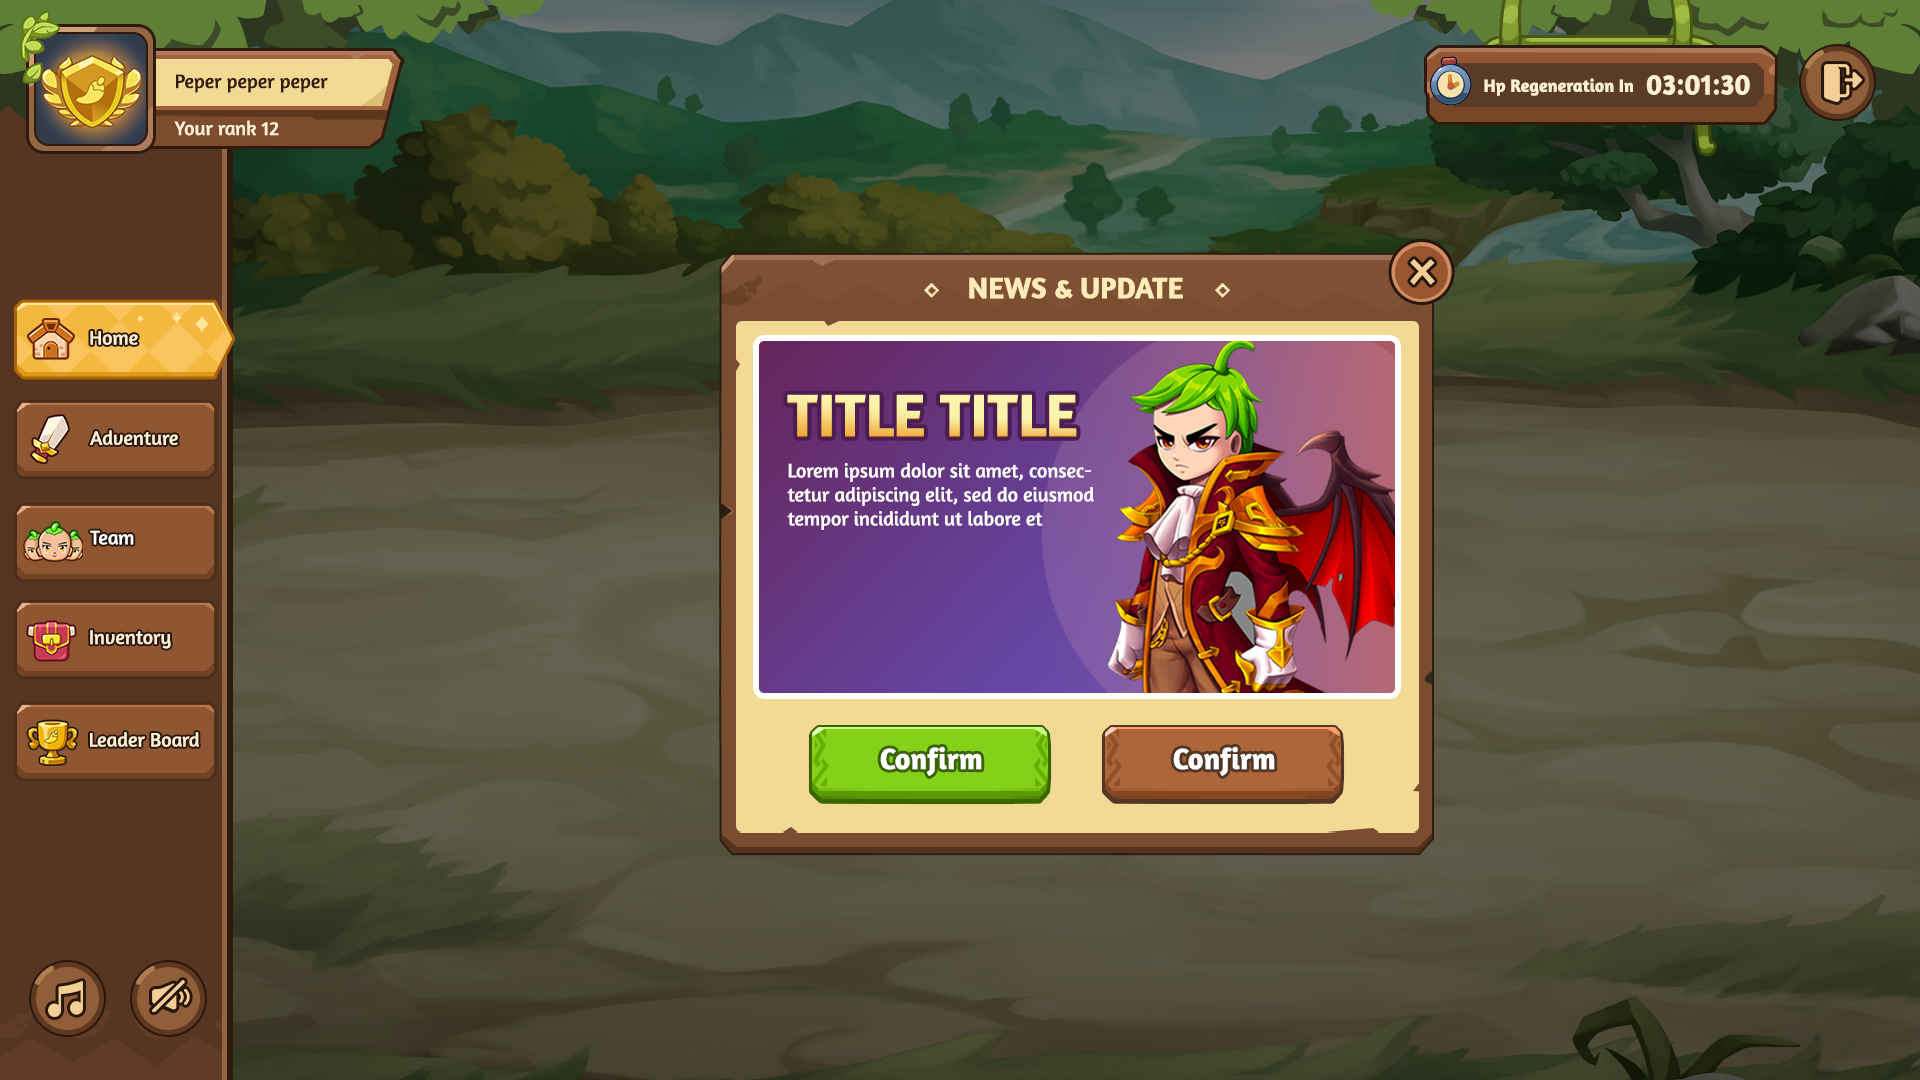 Peper peper peper
Your rank 12
Hp Regeneration In 03:01:30
NEWS & UPDATE
Home
Adventure
Team
Inventory
Leader Board
TITLE TITLE
Lorem ipsum dolor sit amet, consec-
tetur adipiscing elit, sed do eiusmod
tempor incididunt ut labore et
Confirm
Confirm